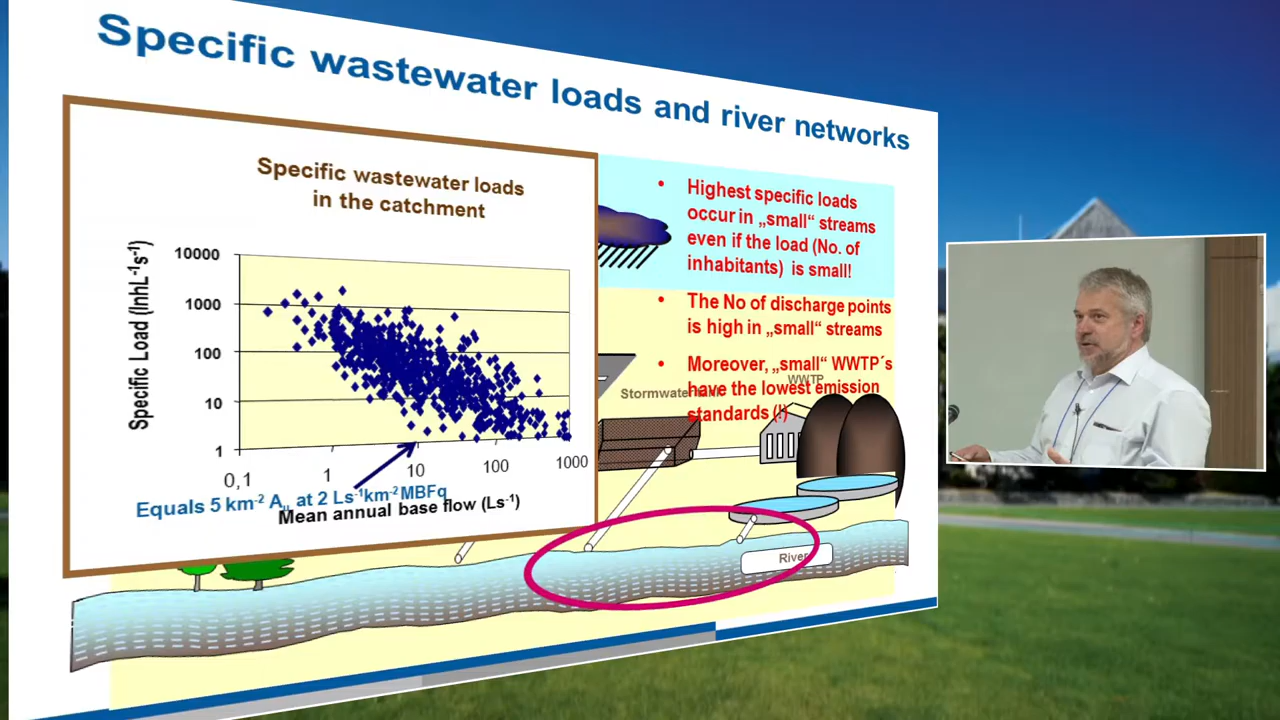 Specific wastewater loads and river networks
Specific wastewater loads
in the catchment
Specific Load (InhL⁻¹s⁻¹)
10000
1000
100
10
1
0,1
1
10
100
1000
Equals 5 km⁻² A at 2 Ls⁻¹km⁻² MBFq
Mean annual base flow (Ls⁻¹)
• Highest specific loads
occur in „small“ streams
even if the load (No. of
inhabitants) is small!
• The No of discharge points
is high in „small“ streams
• Moreover, „small“ WWTP´s
have the lowest emission
standards (!)
WWTP
Stormwater tank
River